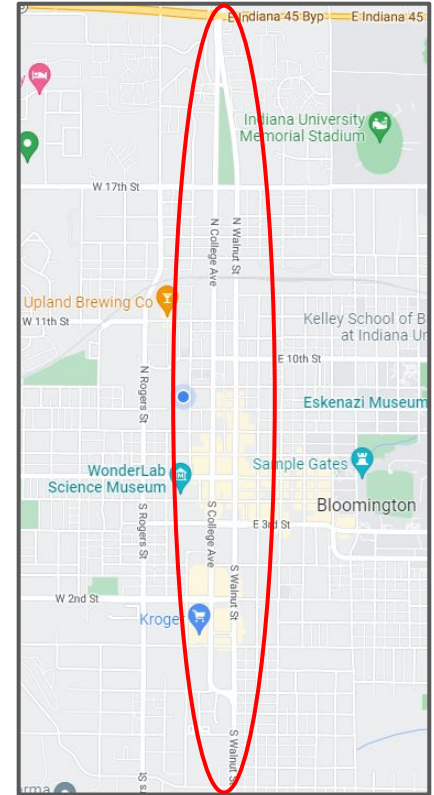 E Indiana 45 Byp
E Indiana 45
Indiana University
Memorial Stadium
W 17th St
N College Ave
N Walnut St
Upland Brewing Co
W 11th St
Kelley School of B
at Indiana Un
E 10th St
N Rogers St
Eskenazi Museum
WonderLab
Science Museum
Sample Gates
Bloomington
S Rogers St
S College Ave
E 3rd St
S Walnut St
W 2nd St
Kroger
S Walnut S
rs St
rma